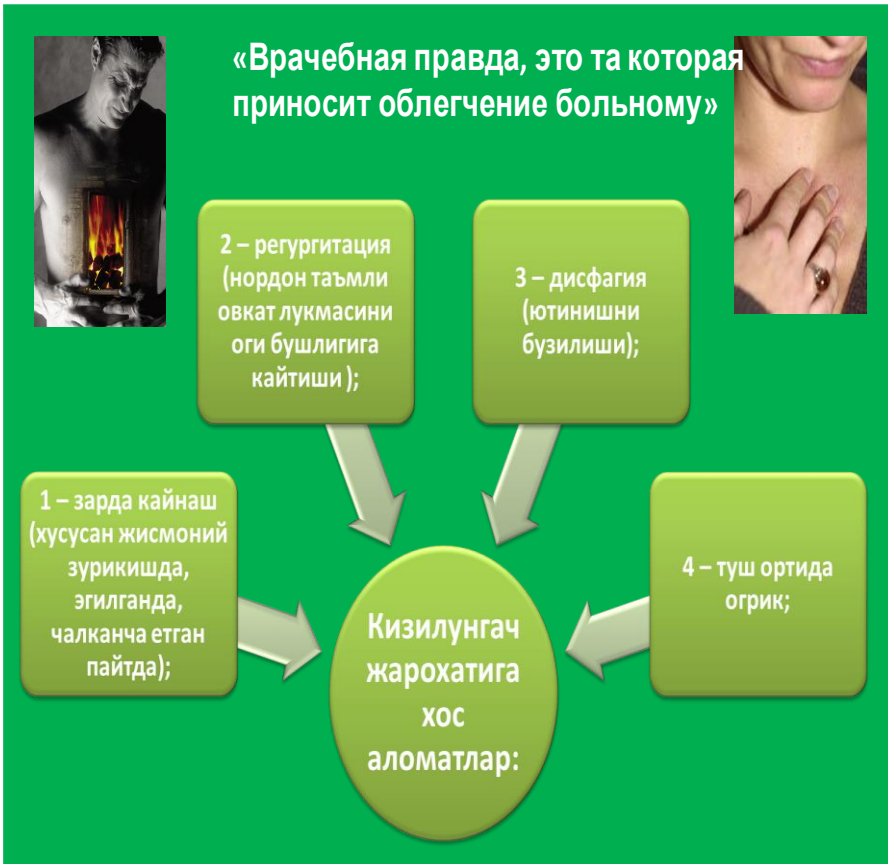 «Врачебная правда, это та которая
приносит облегчение больному»
1 – зарда кайнаш
(хусусан жисмоний
зурикишда,
эгилганда,
чалканча етган
пайтда);
2 – регургитация
(нордон таъмли
овкат лукмасини
оги бушлигига
кайтиши );
3 – дисфагия
(ютинишни
бузилиши);
4 – туш ортида
огрик;
Кизилунгач
жарохатига
хос
аломатлар: